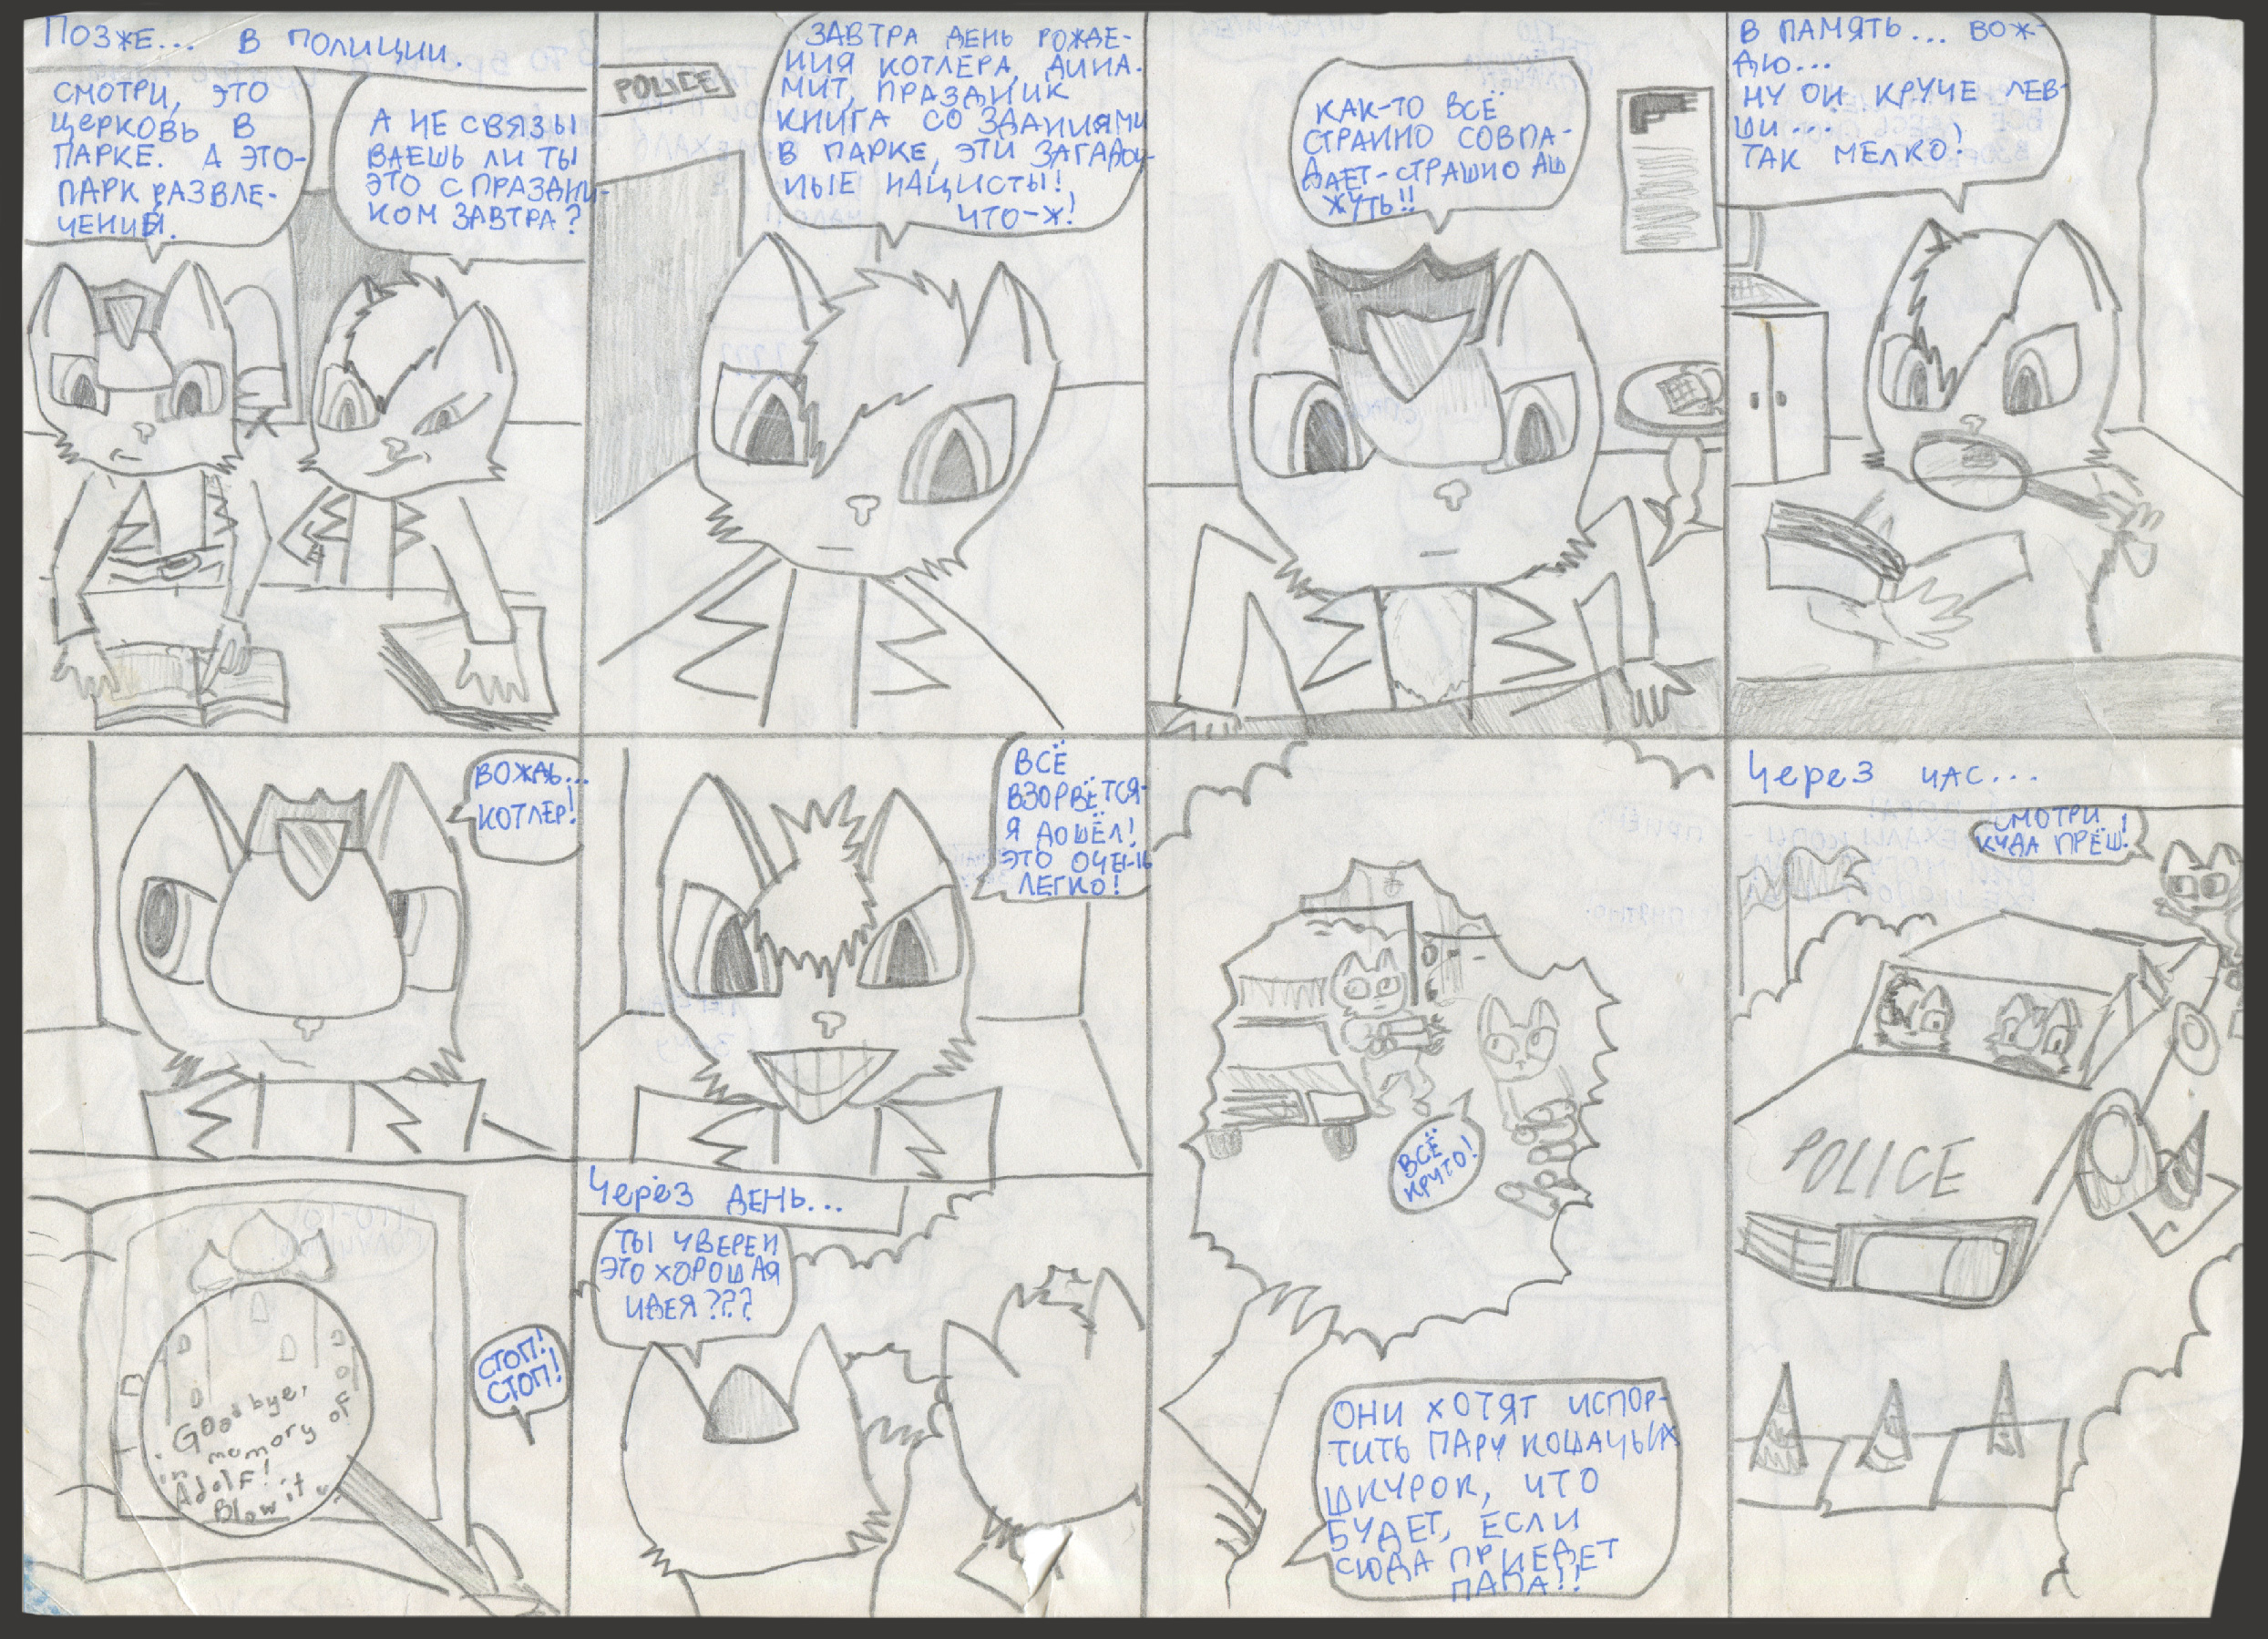 ПОЗЖЕ... В ПОЛИЦИИ.
СМОТРИ, ЭТО
ЦЕРКОВЬ В
ПАРКЕ. А ЭТО-
ПАРК РАЗВЛЕ-
ЧЕНИЙ.
А НЕ СВЯЗЫ
ВАЕШЬ ЛИ ТЫ
ЭТО С ПРАЗДНИ-
КОМ ЗАВТРА?
POLICE
ЗАВТРА ДЕНЬ РОЖДЕ-
НИЯ КОТЛЕРА, ДИНА-
МИТ, ПРАЗДНИК
КНИГА СО ЗДАНИЯМИ
В ПАРКЕ, ЭТИ ЗАГАДОЧ-
НЫЕ НАЦИСТЫ!
ЧТО-Ж!
КАК-ТО ВСЁ
СТРАННО СОВПА-
ДАЕТ-СТРАШНО АШ
ЖУТЬ!!
В ПАМЯТЬ... ВОЖ-
ДЮ...
НУ ОН КРУЧЕ ЛЕВ-
ШИ...
ТАК МЕЛКО!
ВОЖДЬ...
КОТЛЕР!
Goodbye,
in memory of
Adolf!
Blow it
СТОП!
СТОП!
ВСЁ
ВЗОРВЁТСЯ-
Я ДОШЁЛ!
ЭТО ОЧЕНЬ
ЛЕГКО!
Через ДЕНЬ...
ТЫ УВЕРЕН
ЭТО ХОРОШАЯ
ИДЕЯ???
ВСЁ
КРУТО!
ОНИ ХОТЯТ ИСПОР-
ТИТЬ ПАРУ КОШАЧЬИХ
ШКУРОК, ЧТО
БУДЕТ, ЕСЛИ
СЮДА ПРИЕДЕТ
ПАПА!!
Через ЧАС...
СМОТРИ
КУДА ПРЁШ!
POLICE